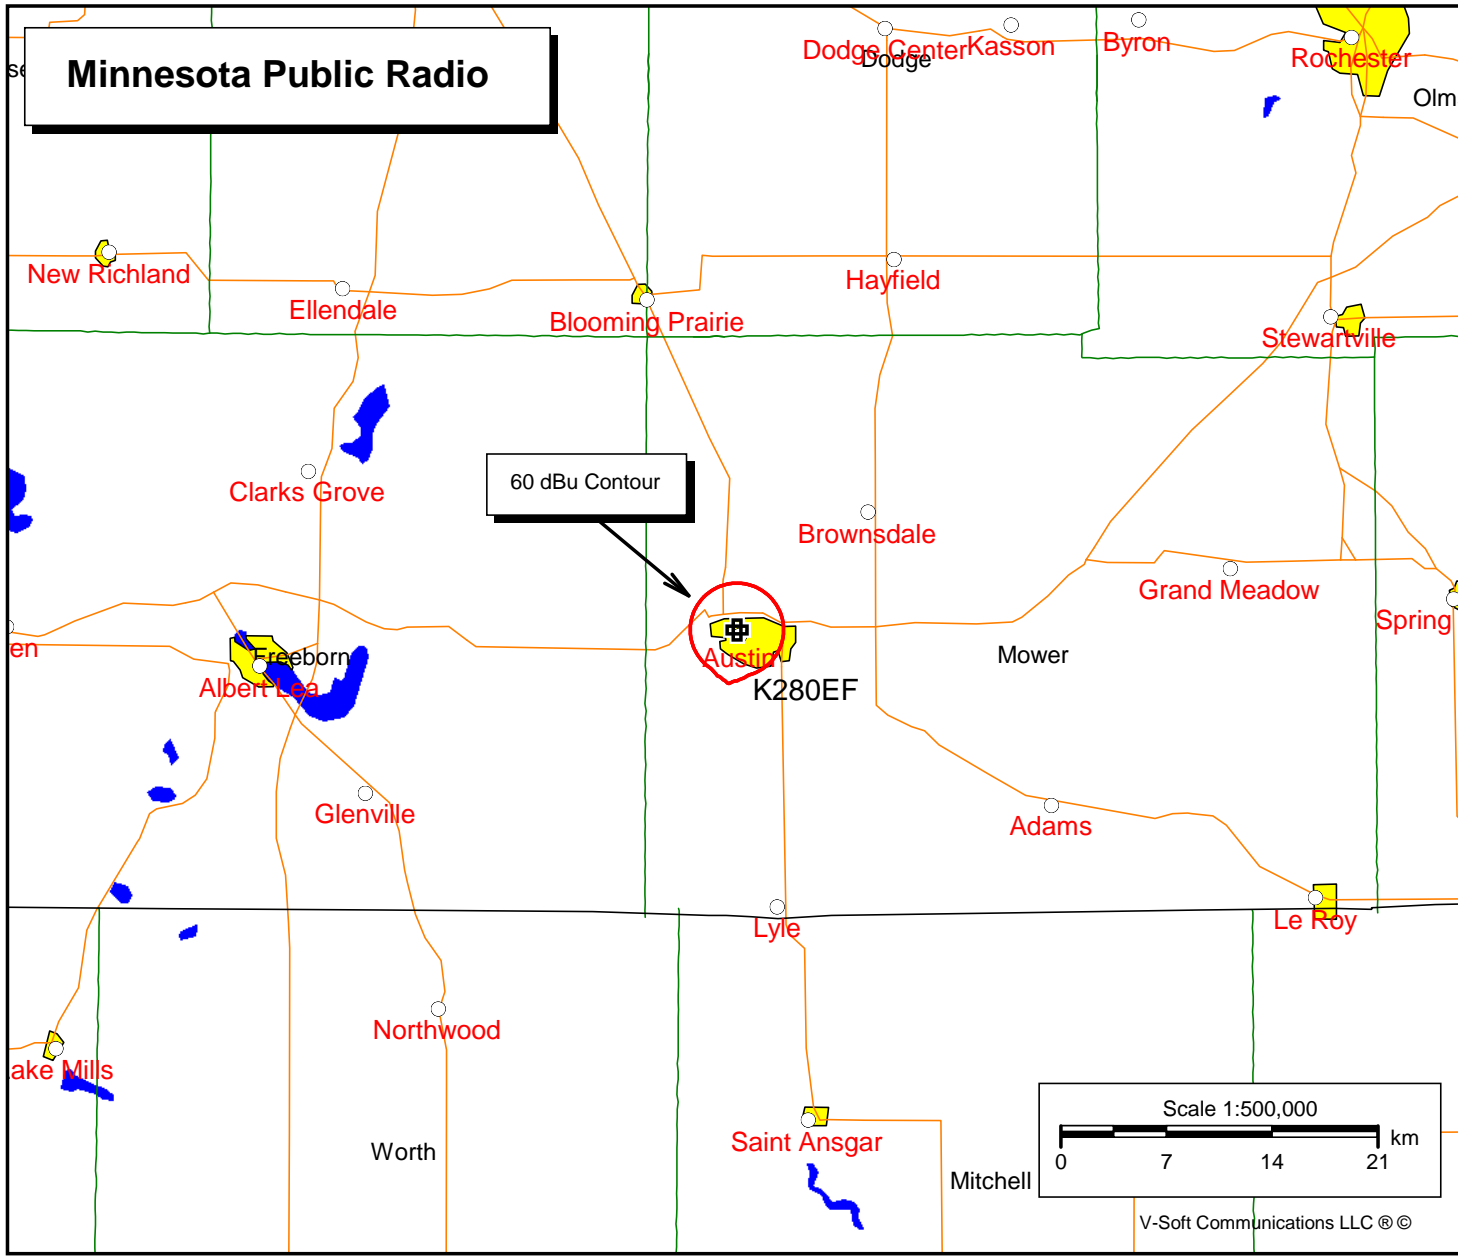 Minnesota Public Radio
se
Dodge Center
Kasson
Byron
Rochester
Dodge
Olm
New Richland
Ellendale
Blooming Prairie
Hayfield
Stewartville
Clarks Grove
60 dBu Contour
Brownsdale
Grand Meadow
Spring
en
Freeborn
Albert Lea
Austin
K280EF
Mower
Glenville
Adams
Lyle
Le Roy
Northwood
ake Mills
Saint Ansgar
Worth
Mitchell
Scale 1:500,000
km
0 7 14 21
V-Soft Communications LLC ® ©